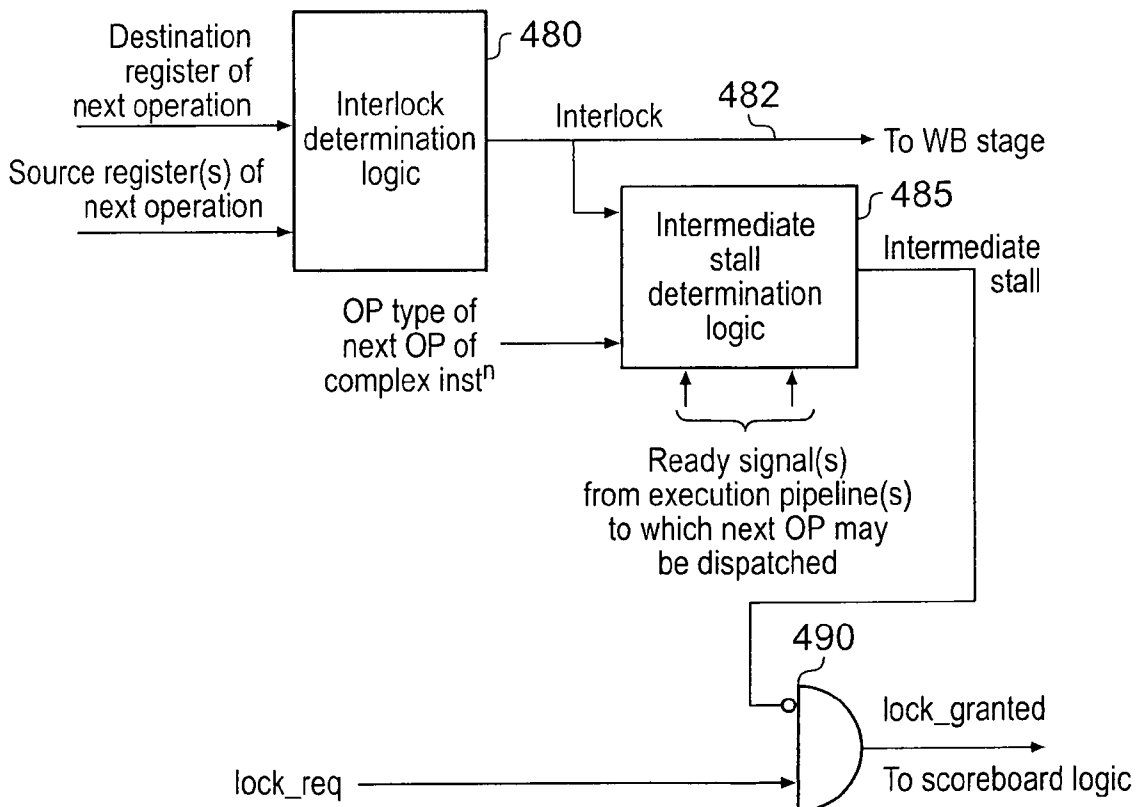 Destination
register of
next operation
Source register(s) of
next operation
480
Interlock
determination
logic
Interlock
482
To WB stage
485
Intermediate
stall
determination
logic
Intermediate
stall
OP type of
next OP of
complex instⁿ
Ready signal(s)
from execution pipeline(s)
to which next OP may
be dispatched
490
lock_granted
To scoreboard logic
lock_req